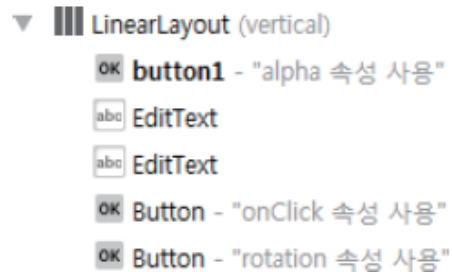 LinearLayout (vertical)
OK button1 - "alpha 속성 사용"
abc EditText
abc EditText
OK Button - "onClick 속성 사용"
OK Button - "rotation 속성 사용"